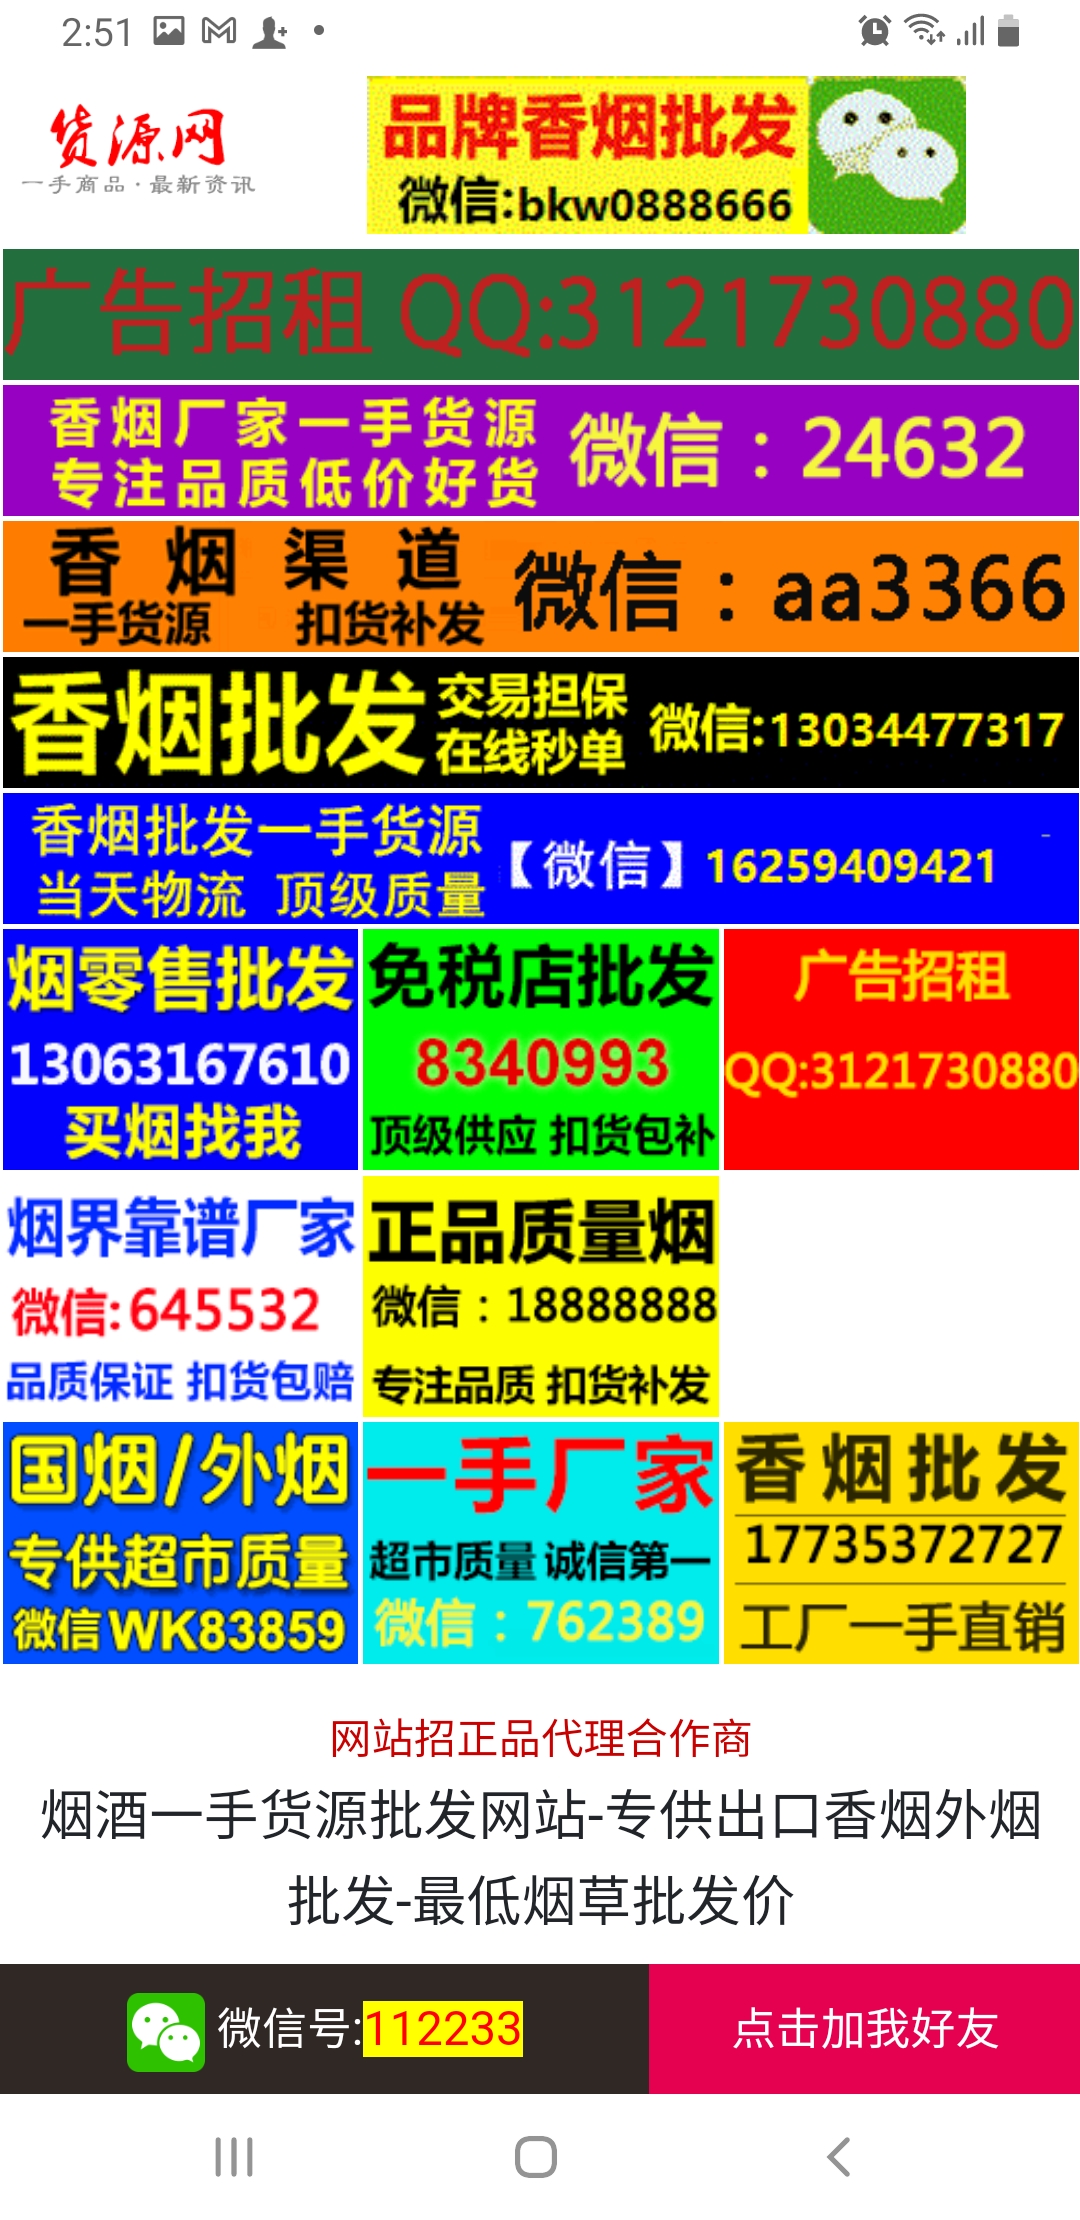 2:51
货源网
一手商品·最新资讯
品牌香烟批发
微信:bkw0888666
广告招租 QQ:3121730880
香烟厂家一手货源
专注品质低价好货
微信：24632
香烟渠道
一手货源 扣货补发
微信：aa3366
香烟批发
交易担保
在线秒单
微信:13034477317
香烟批发一手货源
当天物流 顶级质量
【微信】16259409421
烟零售批发
13063167610
买烟找我
免税店批发
8340993
顶级供应 扣货包补
广告招租
QQ:3121730880
烟界靠谱厂家
微信:645532
品质保证 扣货包赔
正品质量烟
微信：18888888
专注品质 扣货补发
国烟/外烟
专供超市质量
微信WK83859
一手厂家
超市质量 诚信第一
微信：762389
香烟批发
17735372727
工厂一手直销
网站招正品代理合作商
烟酒一手货源批发网站-专供出口香烟外烟
批发-最低烟草批发价
微信号:112233
点击加我好友